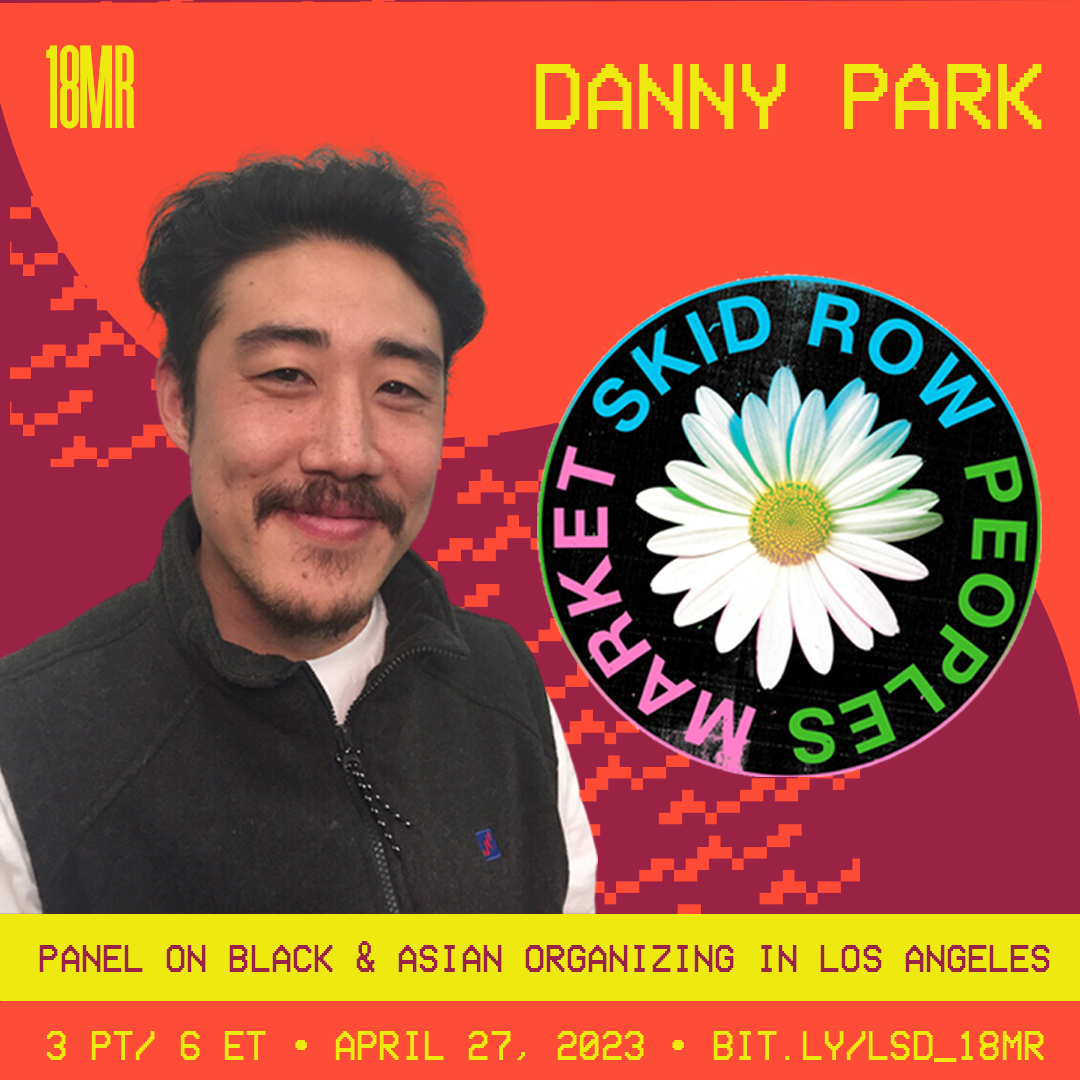 18MR
DANNY PARK
SKID ROW PEOPLES MARKET
PANEL ON BLACK & ASIAN ORGANIZING IN LOS ANGELES
3 PT/ 6 ET • APRIL 27, 2023 • BIT.LY/LSD_18MR